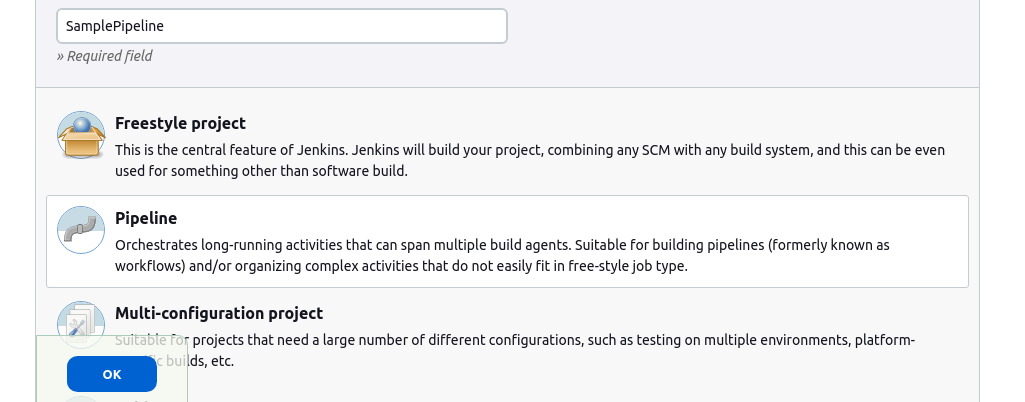 SamplePipeline
» Required field
Freestyle project
This is the central feature of Jenkins. Jenkins will build your project, combining any SCM with any build system, and this can be even
used for something other than software build.
Pipeline
Orchestrates long-running activities that can span multiple build agents. Suitable for building pipelines (formerly known as
workflows) and/or organizing complex activities that do not easily fit in free-style job type.
Multi-configuration project
Suitable for projects that need a large number of different configurations, such as testing on multiple environments, platform-
builds, etc.
OK